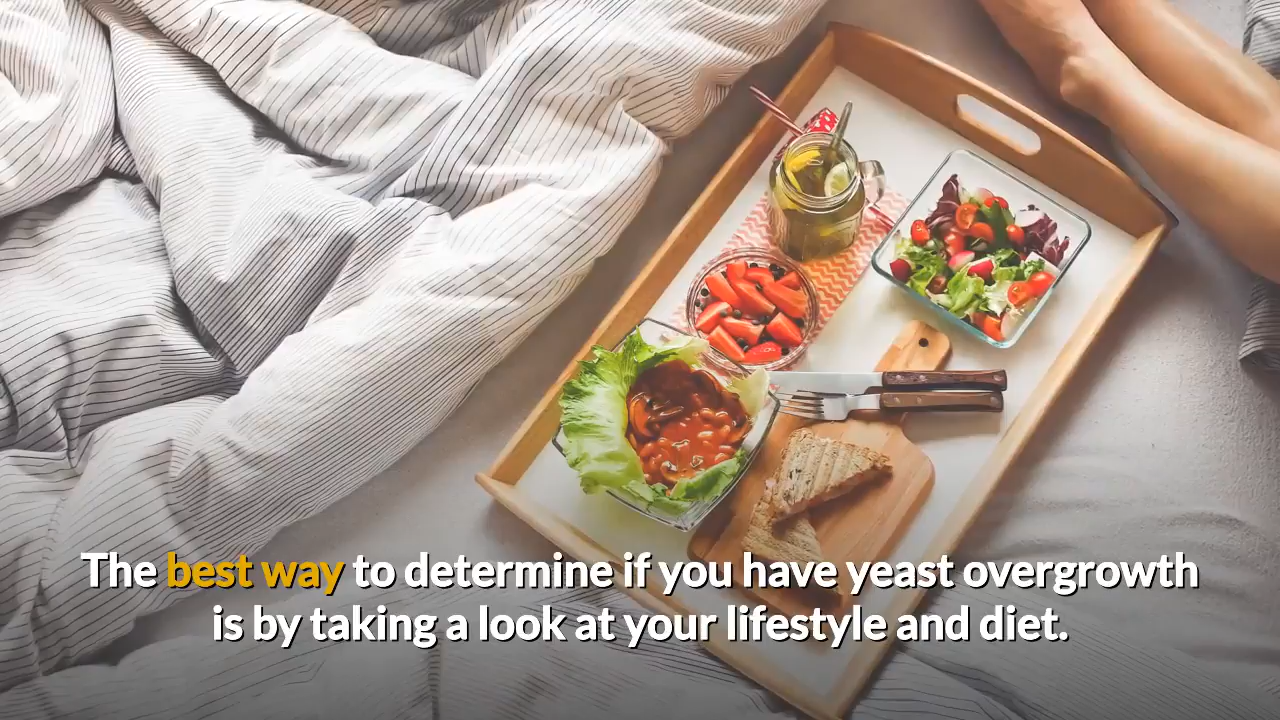 The best way to determine if you have yeast overgrowth
is by taking a look at your lifestyle and diet.